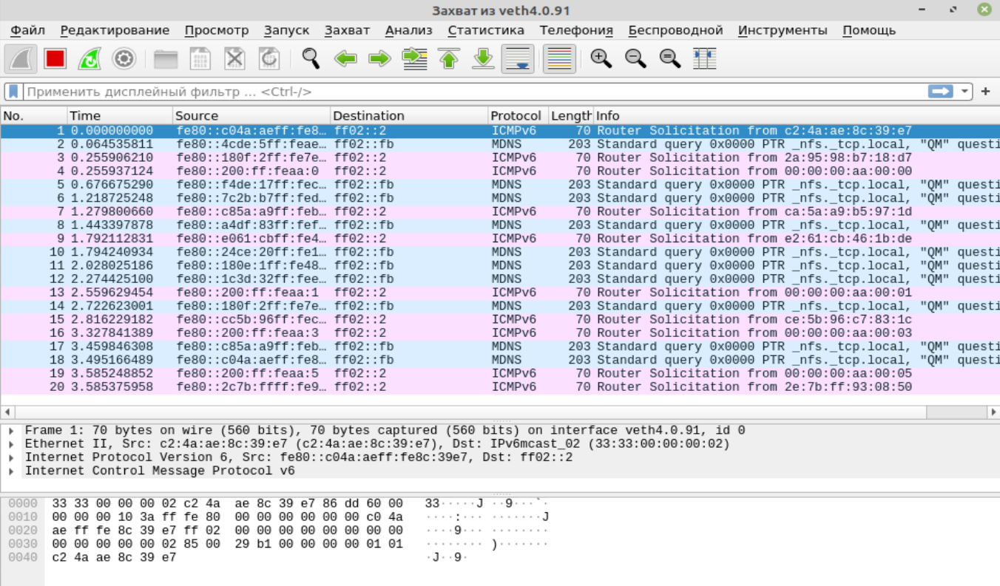 Захват из veth4.0.91
Файл Редактирование Просмотр Запуск Захват Анализ Статистика Телефония Беспроводной Инструменты Помощь
Применить дисплейный фильтр ... <Ctrl-/>
No. Time Source Destination Protocol Length Info
1 0.000000000 fe80::c04a:aeff:fe8… ff02::2 ICMPv6 70 Router Solicitation from c2:4a:ae:8c:39:e7
2 0.064535811 fe80::4cde:5ff:feae… ff02::fb MDNS 203 Standard query 0x0000 PTR _nfs._tcp.local, "QM" questi
3 0.255906210 fe80::180f:2ff:fe7e… ff02::2 ICMPv6 70 Router Solicitation from 2a:95:98:b7:18:d7
4 0.255937124 fe80::200:ff:feaa:0 ff02::2 ICMPv6 70 Router Solicitation from 00:00:00:aa:00:00
5 0.676675290 fe80::f4de:17ff:fec… ff02::fb MDNS 203 Standard query 0x0000 PTR _nfs._tcp.local, "QM" questi
6 1.218725248 fe80::7c2b:b7ff:fed… ff02::fb MDNS 203 Standard query 0x0000 PTR _nfs._tcp.local, "QM" questi
7 1.279800660 fe80::c85a:a9ff:feb… ff02::2 ICMPv6 70 Router Solicitation from ca:5a:a9:b5:97:1d
8 1.443397878 fe80::a4df:83ff:fef… ff02::fb MDNS 203 Standard query 0x0000 PTR _nfs._tcp.local, "QM" questi
9 1.792112831 fe80::e061:cbff:fe4… ff02::2 ICMPv6 70 Router Solicitation from e2:61:cb:46:1b:de
10 1.794240934 fe80::24ce:20ff:fe1… ff02::fb MDNS 203 Standard query 0x0000 PTR _nfs._tcp.local, "QM" questi
11 2.028025186 fe80::180e:1ff:fe48… ff02::fb MDNS 203 Standard query 0x0000 PTR _nfs._tcp.local, "QM" questi
12 2.274425100 fe80::1c3d:32ff:fee… ff02::fb MDNS 203 Standard query 0x0000 PTR _nfs._tcp.local, "QM" questi
13 2.559629454 fe80::200:ff:feaa:1 ff02::2 ICMPv6 70 Router Solicitation from 00:00:00:aa:00:01
14 2.722623001 fe80::180f:2ff:fe7e… ff02::fb MDNS 203 Standard query 0x0000 PTR _nfs._tcp.local, "QM" questi
15 2.816229182 fe80::cc5b:96ff:fec… ff02::2 ICMPv6 70 Router Solicitation from ce:5b:96:c7:83:1c
16 3.327841389 fe80::200:ff:feaa:3 ff02::2 ICMPv6 70 Router Solicitation from 00:00:00:aa:00:03
17 3.459846308 fe80::c85a:a9ff:feb… ff02::fb MDNS 203 Standard query 0x0000 PTR _nfs._tcp.local, "QM" questi
18 3.495166489 fe80::c04a:aeff:fe8… ff02::fb MDNS 203 Standard query 0x0000 PTR _nfs._tcp.local, "QM" questi
19 3.585248852 fe80::200:ff:feaa:5 ff02::2 ICMPv6 70 Router Solicitation from 00:00:00:aa:00:05
20 3.585375958 fe80::2c7b:ffff:fe9… ff02::2 ICMPv6 70 Router Solicitation from 2e:7b:ff:93:08:50
Frame 1: 70 bytes on wire (560 bits), 70 bytes captured (560 bits) on interface veth4.0.91, id 0
Ethernet II, Src: c2:4a:ae:8c:39:e7 (c2:4a:ae:8c:39:e7), Dst: IPv6mcast_02 (33:33:00:00:00:02)
Internet Protocol Version 6, Src: fe80::c04a:aeff:fe8c:39e7, Dst: ff02::2
Internet Control Message Protocol v6
0000 33 33 00 00 00 02 c2 4a ae 8c 39 e7 86 dd 60 00 33·····J ··9···`·
0010 00 00 00 10 3a ff fe 80 00 00 00 00 00 00 c0 4a ····:··· ·······J
0020 ae ff fe 8c 39 e7 ff 02 00 00 00 00 00 00 00 00 ····9··· ········
0030 00 00 00 00 00 02 85 00 29 b1 00 00 00 00 01 01 ········ )·······
0040 c2 4a ae 8c 39 e7 ·J··9·